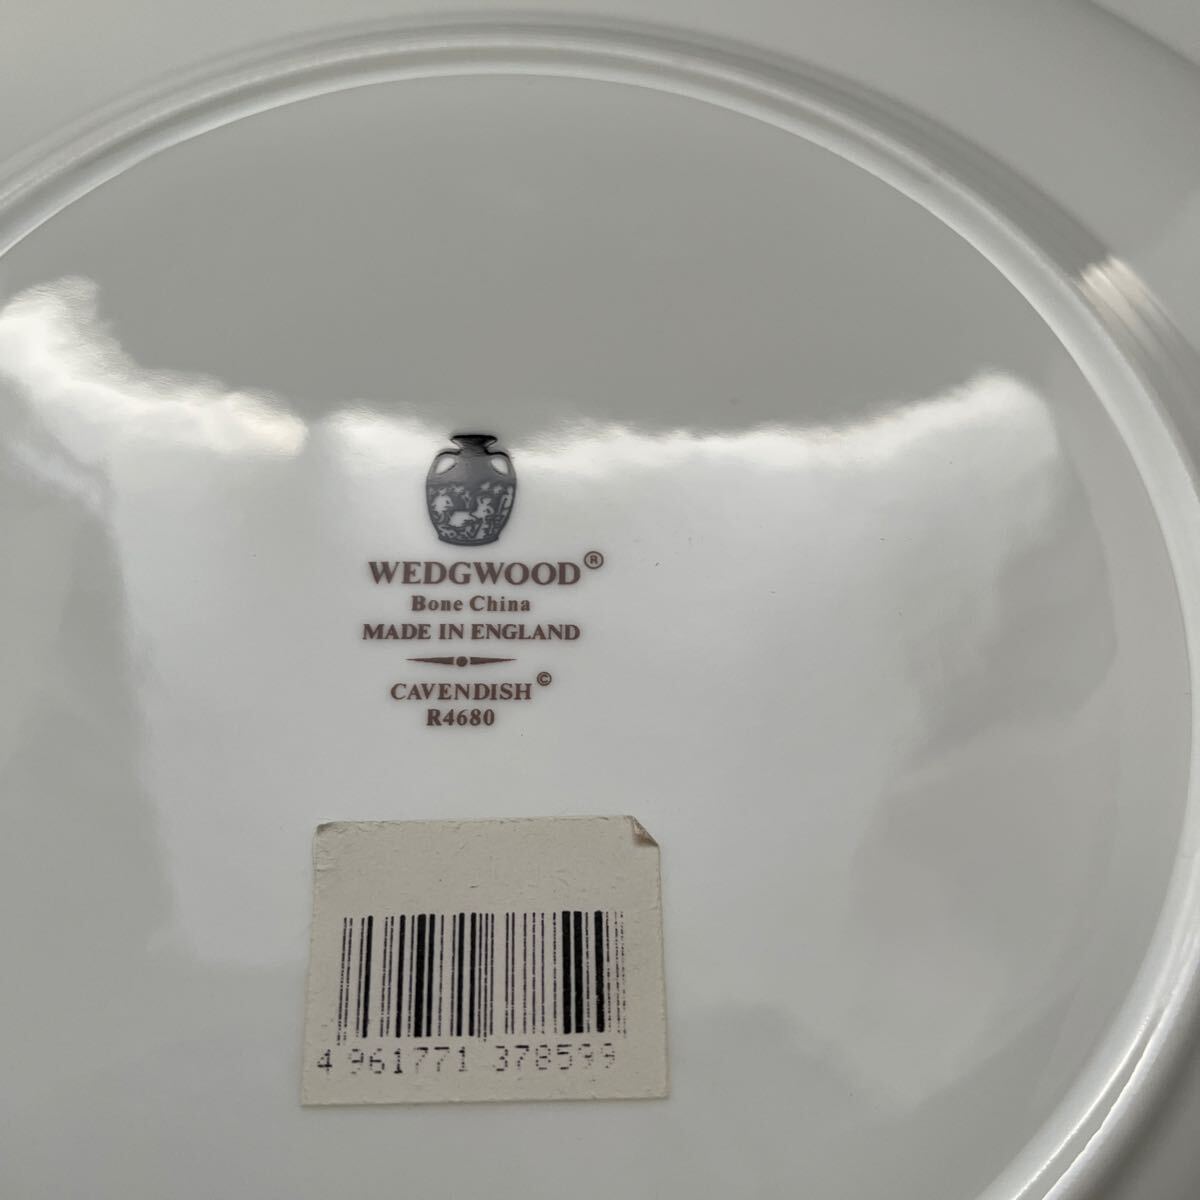 WEDGWOOD®
Bone China
MADE IN ENGLAND
CAVENDISH©
R4680
4 961771 378599